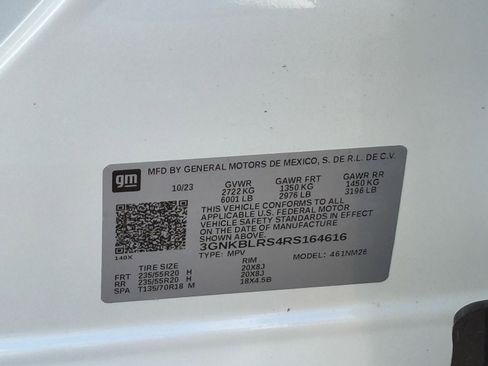 gm
MFD BY GENERAL MOTORS DE MEXICO, S. DE R.L. DE C.V.
10/23 GVWR GAWR FRT GAWR RR
2722 KG 1350 KG 1450 KG
6001 LB 2976 LB 3196 LB
THIS VEHICLE CONFORMS TO ALL
APPLICABLE U.S. FEDERAL MOTOR
VEHICLE SAFETY STANDARDS IN EFFECT
ON THE DATE OF MANUFACTURE
SHOWN ABOVE.
3GNKBLRS4RS164616
140X TYPE: MPV MODEL: 461NM26
TIRE SIZE RIM
FRT 235/55R20 H 20X8J
RR 235/55R20 H 20X8J
SPA T135/70R18 M 18X4.5B